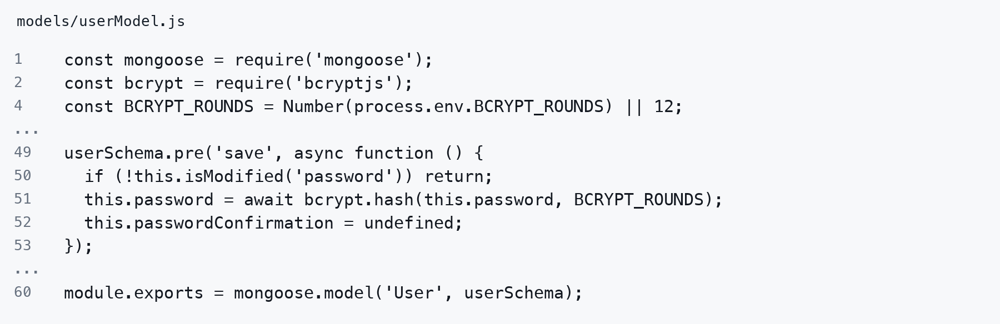 models/userModel.js
1 const mongoose = require('mongoose');
2 const bcrypt = require('bcryptjs');
4 const BCRYPT_ROUNDS = Number(process.env.BCRYPT_ROUNDS) || 12;
...
49 userSchema.pre('save', async function () {
50   if (!this.isModified('password')) return;
51   this.password = await bcrypt.hash(this.password, BCRYPT_ROUNDS);
52   this.passwordConfirmation = undefined;
53 });
...
60 module.exports = mongoose.model('User', userSchema);